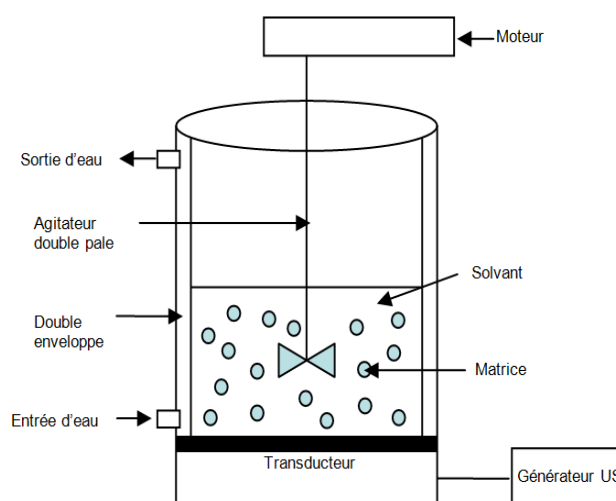 Moteur
Sortie d'eau
Agitateur
double pale
Solvant
Double
enveloppe
Matrice
Entrée d'eau
Transducteur
Générateur US